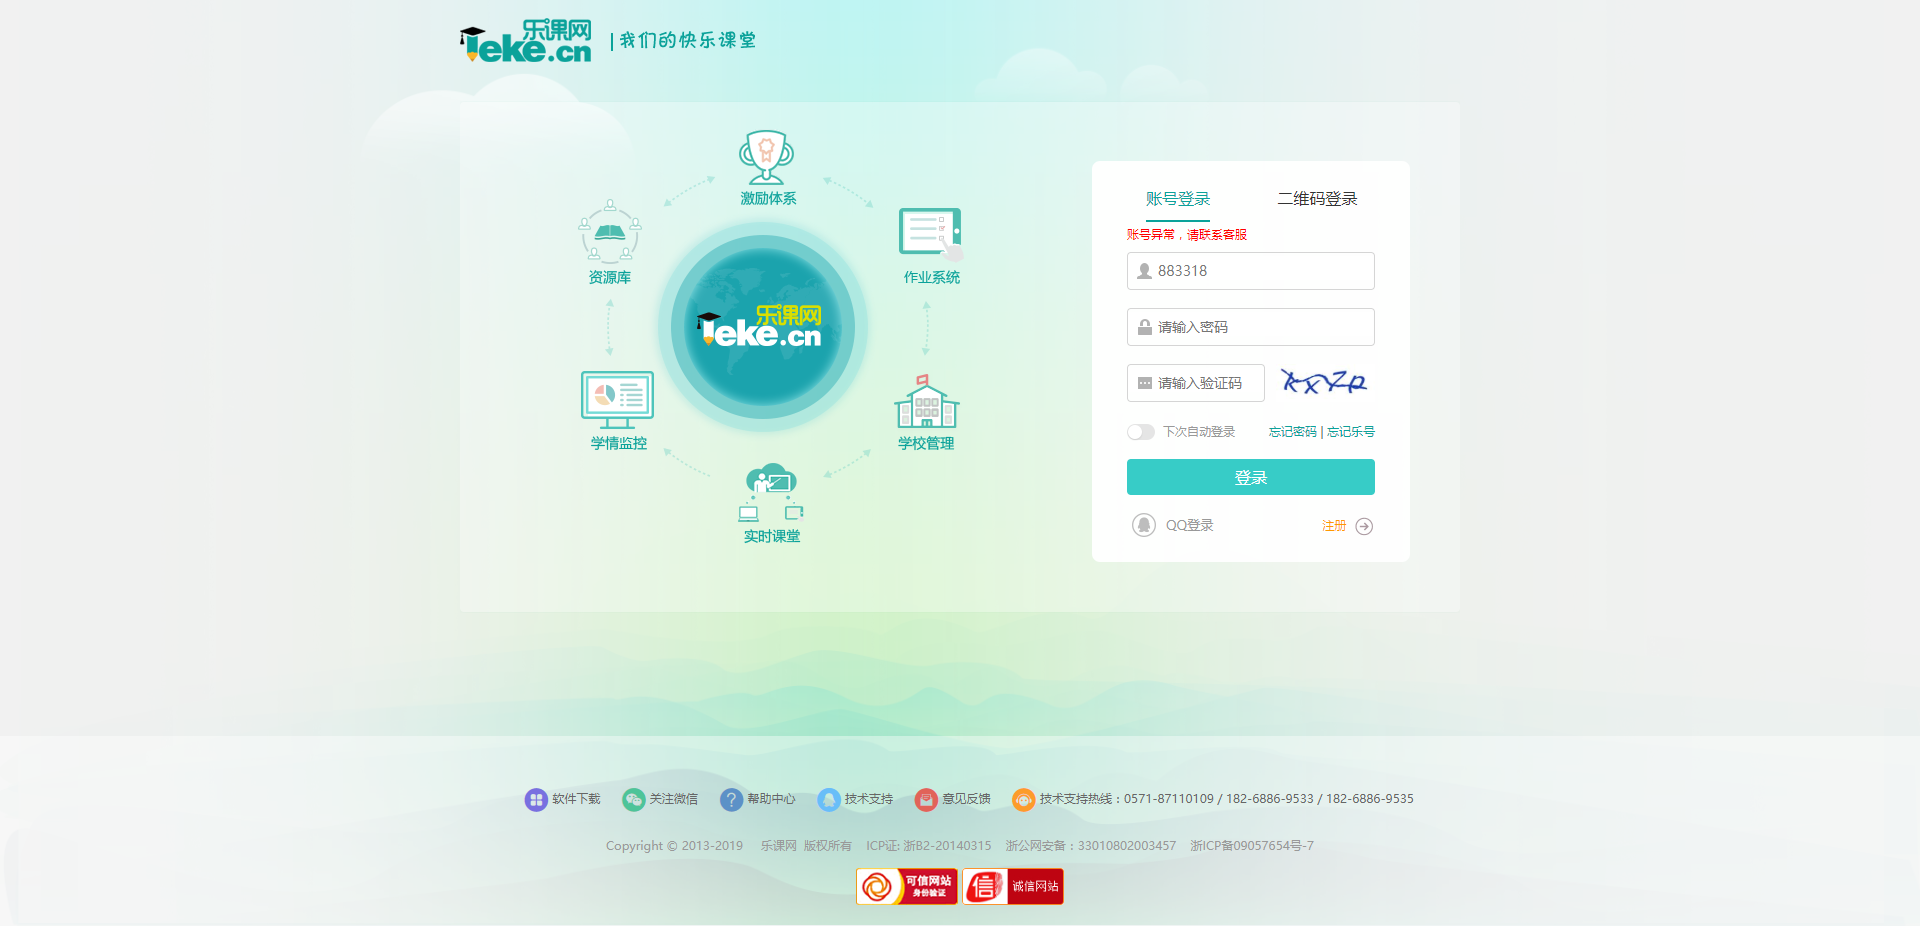 乐课网
leke.cn
我们的快乐课堂
激励体系
资源库
作业系统
乐课网
leke.cn
学情监控
学校管理
实时课堂
账号登录 二维码登录
账号异常，请联系客服
883318
请输入密码
请输入验证码
下次自动登录 忘记密码 | 忘记乐号
登录
QQ登录 注册
软件下载 关注微信 帮助中心 技术支持 意见反馈 技术支持热线：0571-87110109 / 182-6886-9533 / 182-6886-9535
Copyright © 2013-2019 乐课网 版权所有 ICP证: 浙B2-20140315 浙公网安备：33010802003457 浙ICP备09057654号-7
可信网站
身份验证
信 诚信网站